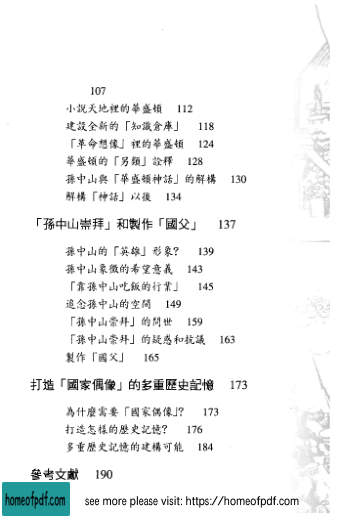 107
小說天地裡的華盛頓 112
建設全新的「知識倉庫」 118
「革命想像」裡的華盛頓 124
華盛頓的「另類」詮釋 128
孫中山與「華盛頓神話」的解構 130
解構「神話」以後 134
「孫中山崇拜」和製作「國父」 137
孫中山的「英雄」形象? 139
孫中山象徵的希望意義 143
「靠孫中山吃飯的行業」 145
追念孫中山的空間 149
「孫中山崇拜」的問世 159
「孫中山崇拜」的疑惑和抗議 163
製作「國父」 165
打造「國家偶像」的多重歷史記憶 173
為什麼需要「國家偶像」? 173
打造怎樣的歷史記憶? 176
多重歷史記憶的建構可能 184
參考文獻 190
homeofpdf.com see more please visit: https://homeofpdf.com